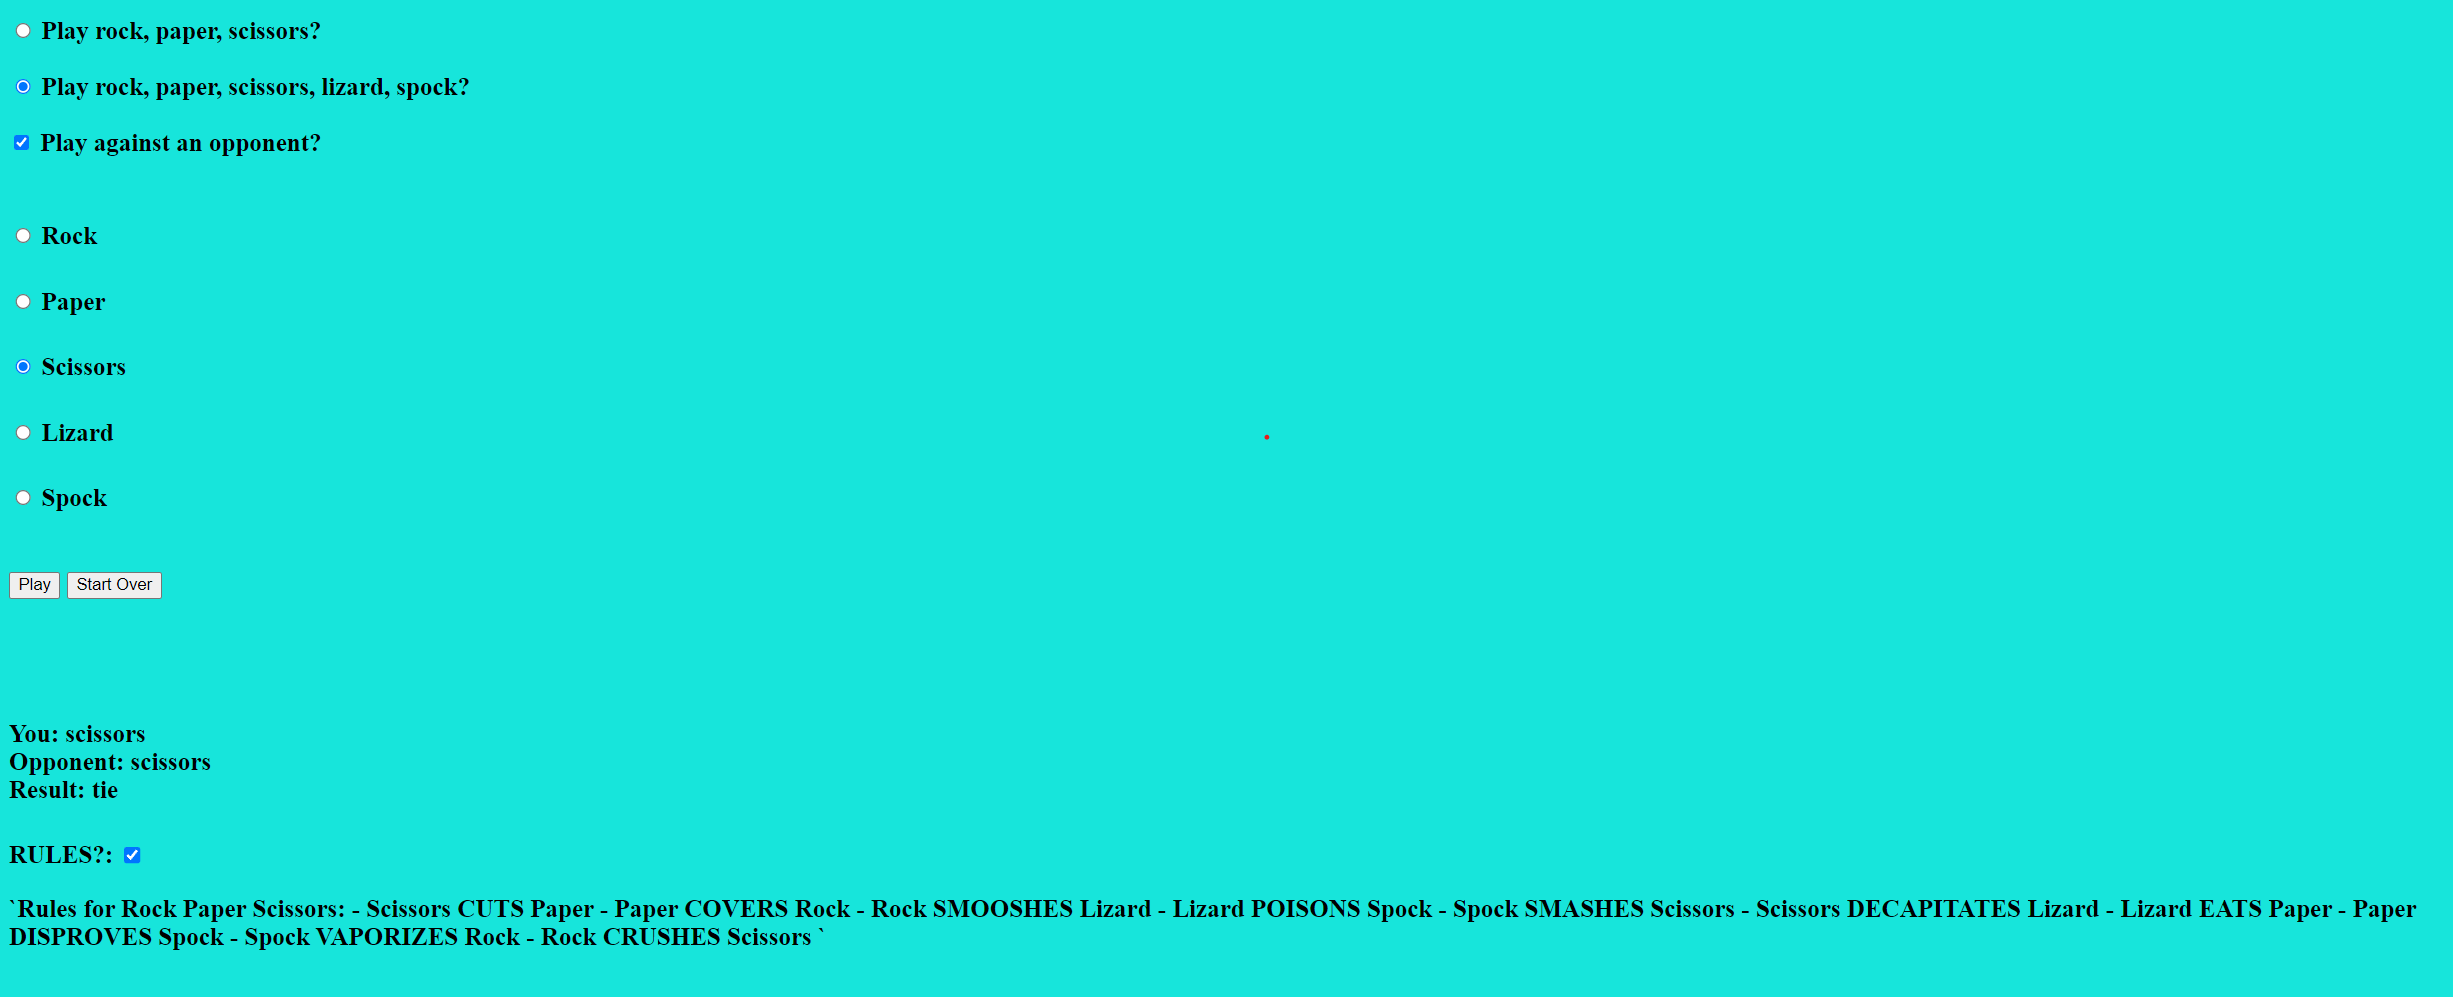 Play rock, paper, scissors?
Play rock, paper, scissors, lizard, spock?
Play against an opponent?
Rock
Paper
Scissors
Lizard
Spock
Play Start Over
You: scissors
Opponent: scissors
Result: tie
RULES?:
`Rules for Rock Paper Scissors: - Scissors CUTS Paper - Paper COVERS Rock - Rock SMOOSHES Lizard - Lizard POISONS Spock - Spock SMASHES Scissors - Scissors DECAPITATES Lizard - Lizard EATS Paper - Paper
DISPROVES Spock - Spock VAPORIZES Rock - Rock CRUSHES Scissors `